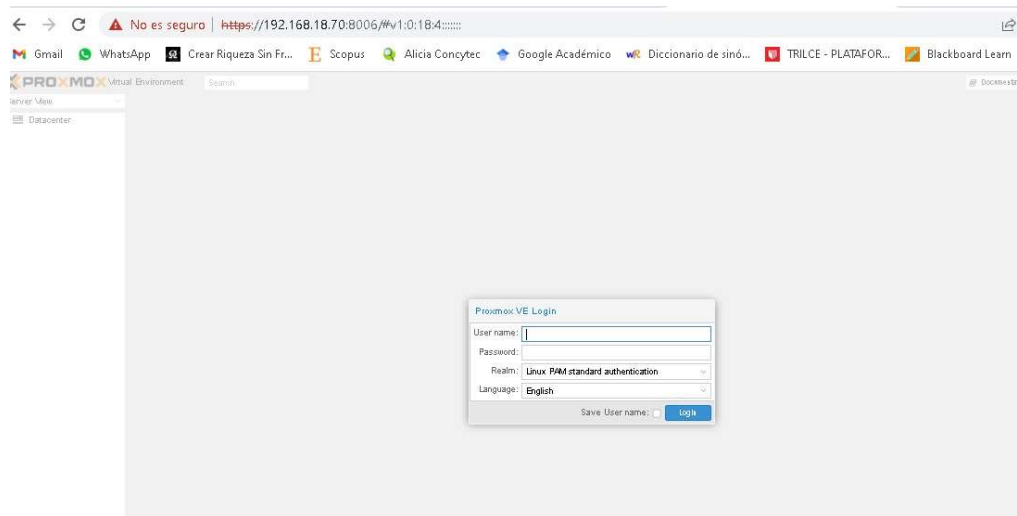 No es seguro | https://192.168.18.70:8006/#v1:0:18:4:::::::
Gmail WhatsApp Crear Riqueza Sin Fr... Scopus Alicia Concytec Google Académico Diccionario de sinó... TRILCE - PLATAFOR... Blackboard Learn
PROXMOX Virtual Environment Search
Server View
Datacenter
Proxmox VE Login
User name:
Password:
Realm: Linux PAM standard authentication
Language: English
Save User name: Login